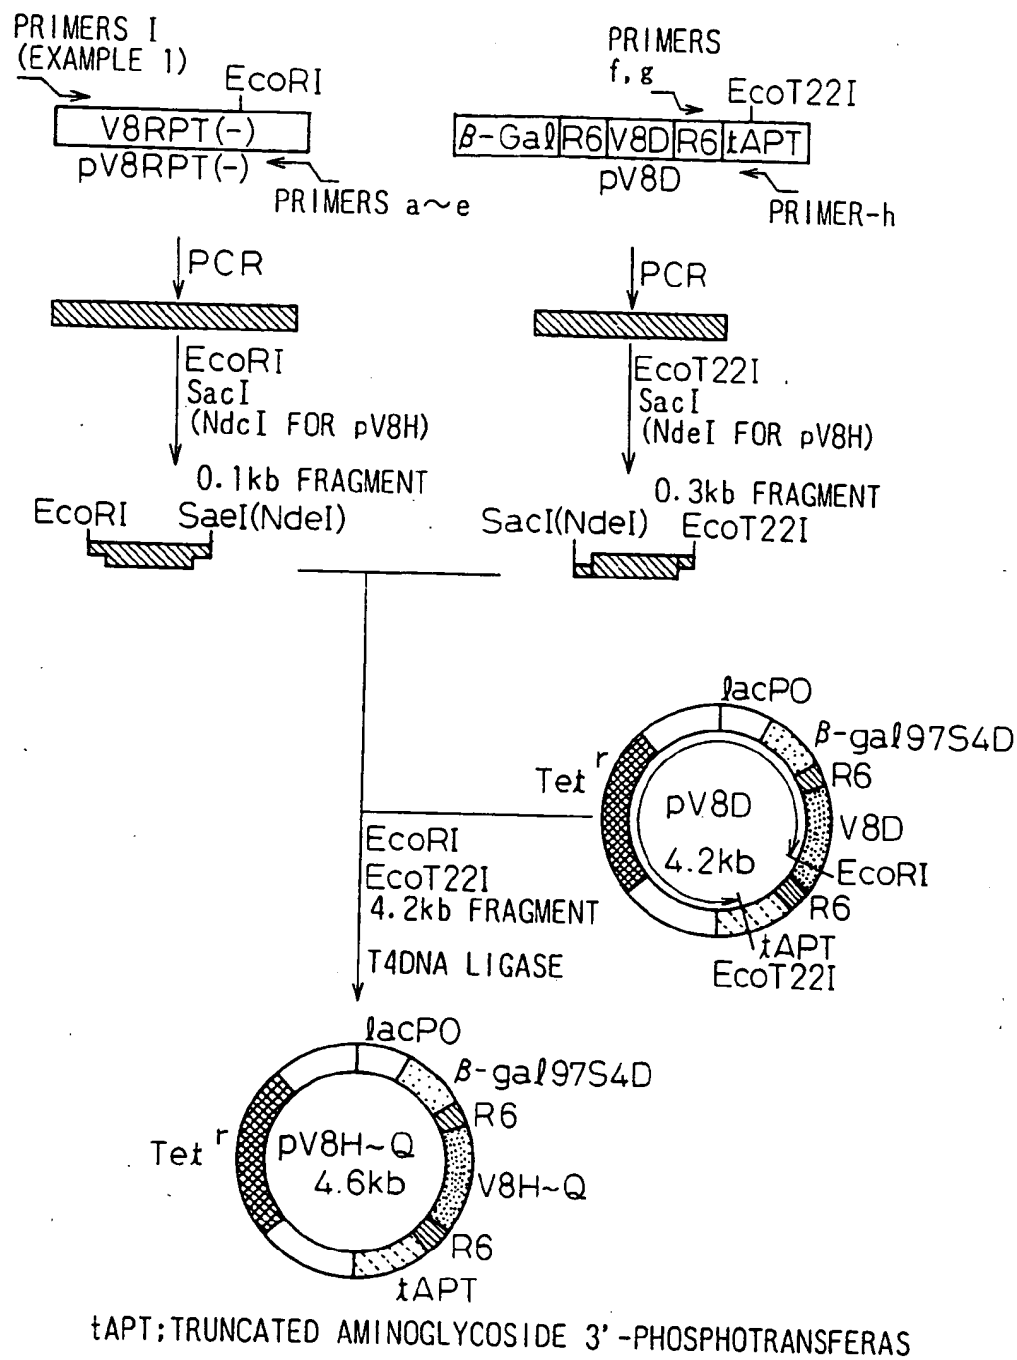 PRIMERS I
(EXAMPLE 1)
EcoRI
V8RPT(-)
pV8RPT(-)
PRIMERS a~e
PRIMERS
f, g
EcoT22I
β-Gal R6 V8D R6 tAPT
pV8D
PRIMER-h
PCR
PCR
EcoRI
SacI
(NdcI FOR pV8H)
EcoT22I
SacI
(NdeI FOR pV8H)
0.1kb FRAGMENT
EcoRI SaeI(NdeI)
0.3kb FRAGMENT
SacI(NdeI) EcoT22I
lacPO
β-gal97S4D
R6
V8D
EcoRI
R6
tAPT
EcoT22I
Tet r
pV8D
4.2kb
EcoRI
EcoT22I
4.2kb FRAGMENT
T4DNA LIGASE
lacPO
β-gal97S4D
R6
V8H~Q
R6
tAPT
Tet r
pV8H~Q
4.6kb
tAPT;TRUNCATED AMINOGLYCOSIDE 3'-PHOSPHOTRANSFERAS